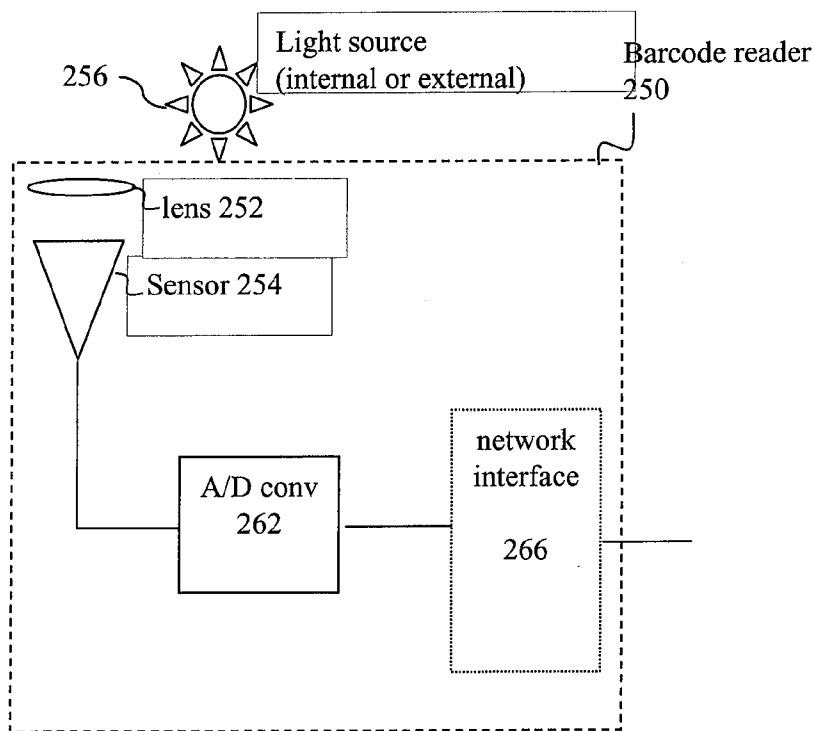 Light source
(internal or external)
Barcode reader
250
256
lens 252
Sensor 254
A/D conv
262
network
interface
266